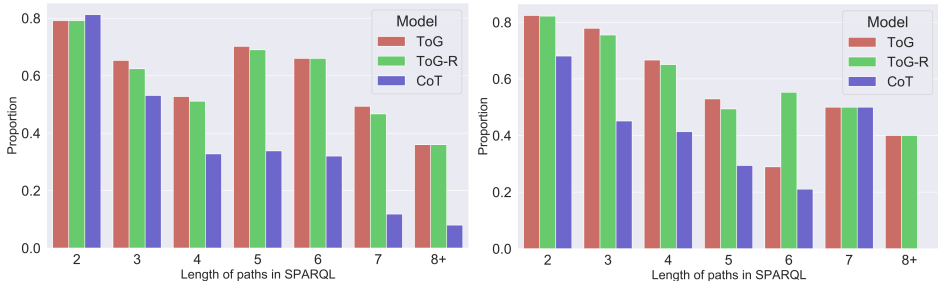 0.8
0.6
0.4
0.2
0.0
Proportion
2 3 4 5 6 7 8+
Length of paths in SPARQL
Model
ToG
ToG-R
CoT
0.8
0.6
0.4
0.2
0.0
Proportion
2 3 4 5 6 7 8+
Length of paths in SPARQL
Model
ToG
ToG-R
CoT